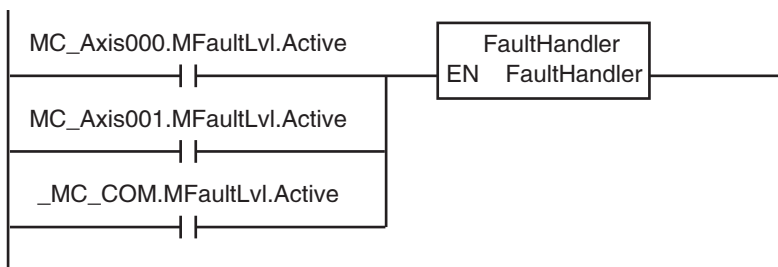 MC_Axis000.MFaultLvl.Active
FaultHandler
EN FaultHandler
MC_Axis001.MFaultLvl.Active
_MC_COM.MFaultLvl.Active